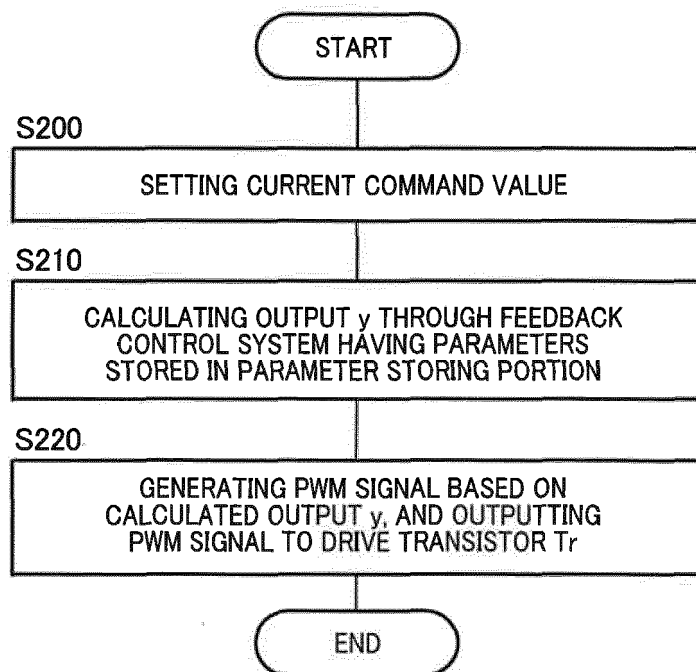 START
S200
SETTING CURRENT COMMAND VALUE
S210
CALCULATING OUTPUT y THROUGH FEEDBACK
CONTROL SYSTEM HAVING PARAMETERS
STORED IN PARAMETER STORING PORTION
S220
GENERATING PWM SIGNAL BASED ON
CALCULATED OUTPUT y, AND OUTPUTTING
PWM SIGNAL TO DRIVE TRANSISTOR Tr
END